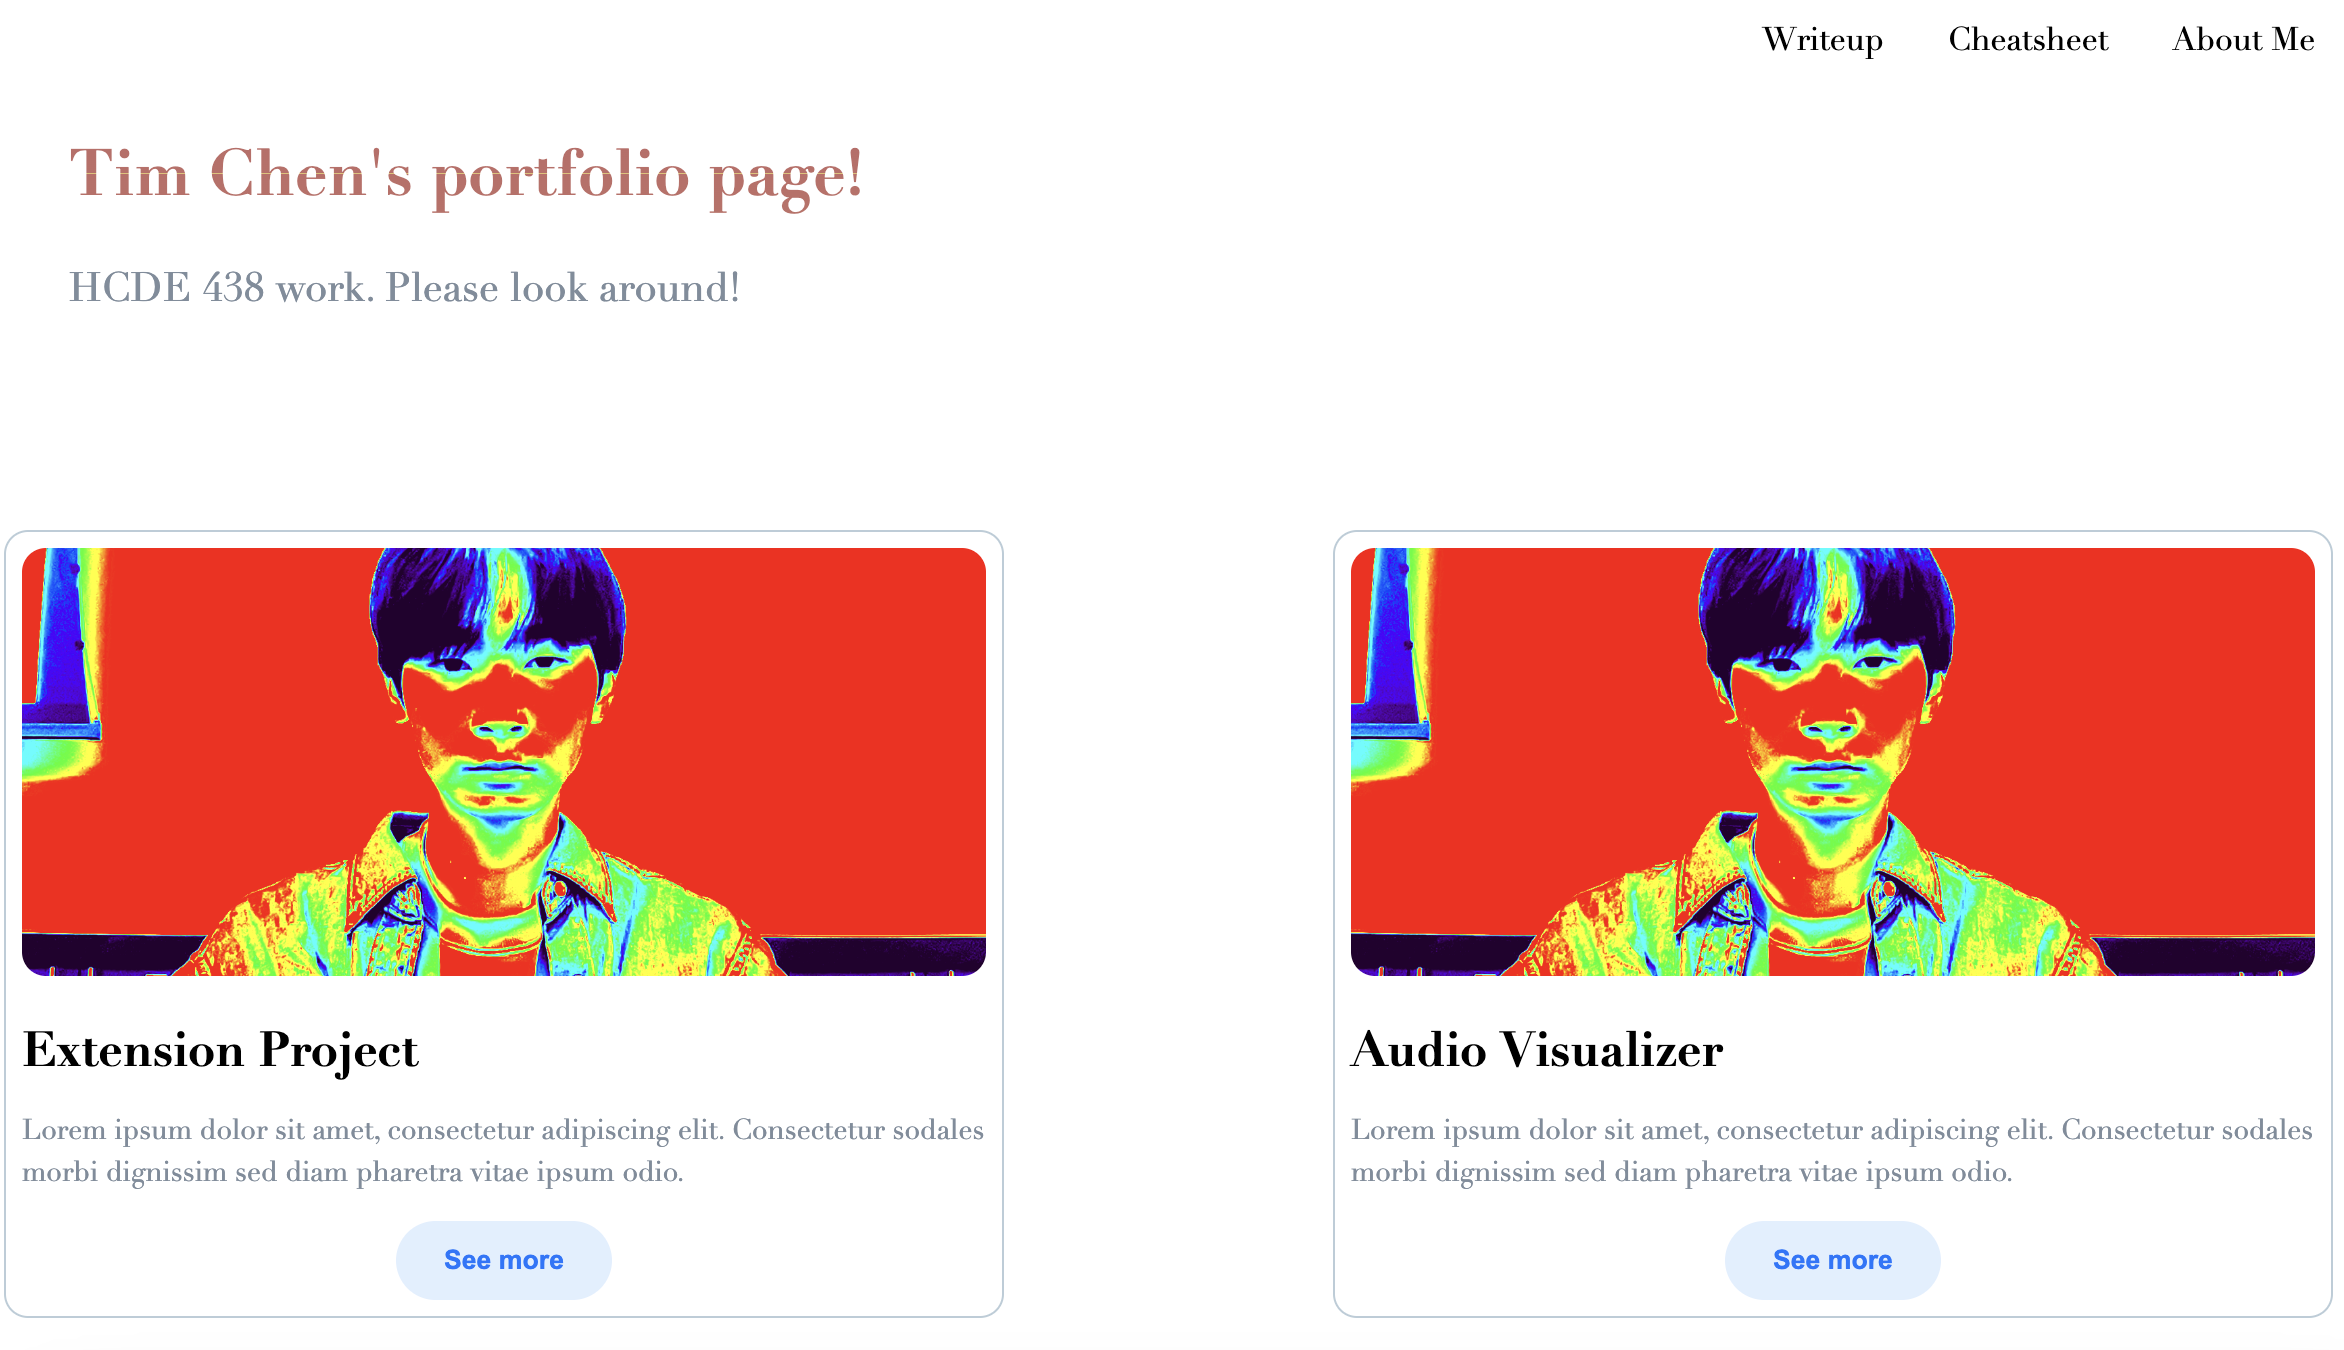 Writeup Cheatsheet About Me
Tim Chen's portfolio page!
HCDE 438 work. Please look around!
Extension Project
Lorem ipsum dolor sit amet, consectetur adipiscing elit. Consectetur sodales
morbi dignissim sed diam pharetra vitae ipsum odio.
See more
Audio Visualizer
Lorem ipsum dolor sit amet, consectetur adipiscing elit. Consectetur sodales
morbi dignissim sed diam pharetra vitae ipsum odio.
See more